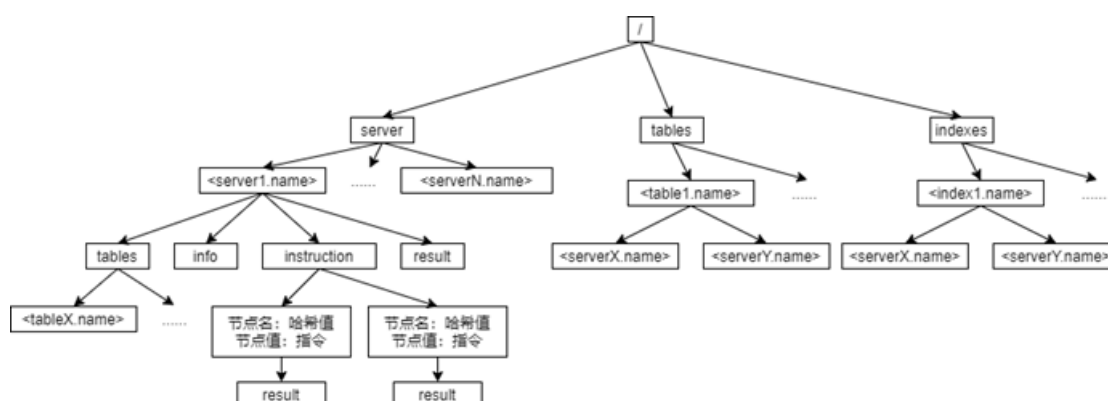 /
server
tables
indexes
<server1.name>
......
<serverN.name>
<table1.name>
......
<index1.name>
......
tables
info
instruction
result
<serverX.name>
<serverY.name>
<serverX.name>
<serverY.name>
<tableX.name>
......
节点名：哈希值
节点值：指令
节点名：哈希值
节点值：指令
result
result